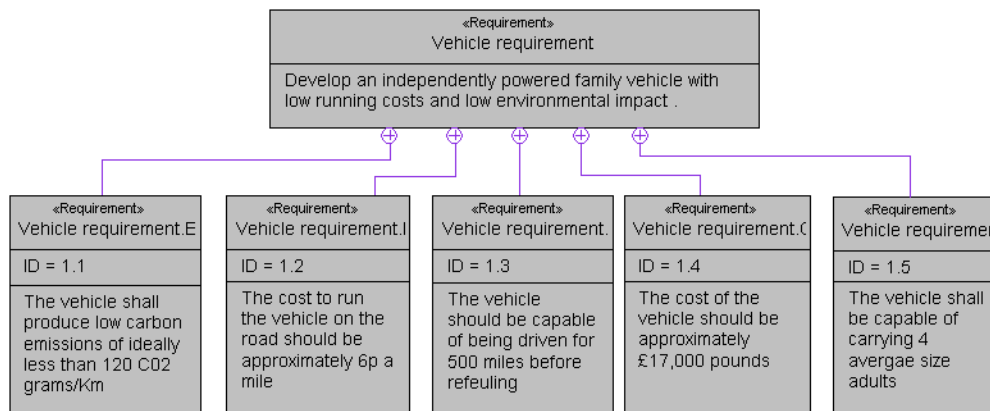 «Requirement»
Vehicle requirement
Develop an independently powered family vehicle with
low running costs and low environmental impact .
«Requirement»
Vehicle requirement.E
ID = 1.1
The vehicle shall
produce low carbon
emissions of ideally
less than 120 C02
grams/Km
«Requirement»
Vehicle requirement.I
ID = 1.2
The cost to run
the vehicle on the
road should be
approximately 6p a
mile
«Requirement»
Vehicle requirement.
ID = 1.3
The vehicle
should be capable
of being driven for
500 miles before
refeuling
«Requirement»
Vehicle requirement.C
ID = 1.4
The cost of the
vehicle should be
approximately
£17,000 pounds
«Requirement»
Vehicle requiremen
ID = 1.5
The vehicle shall
be capable of
carrying 4
avergae size
adults